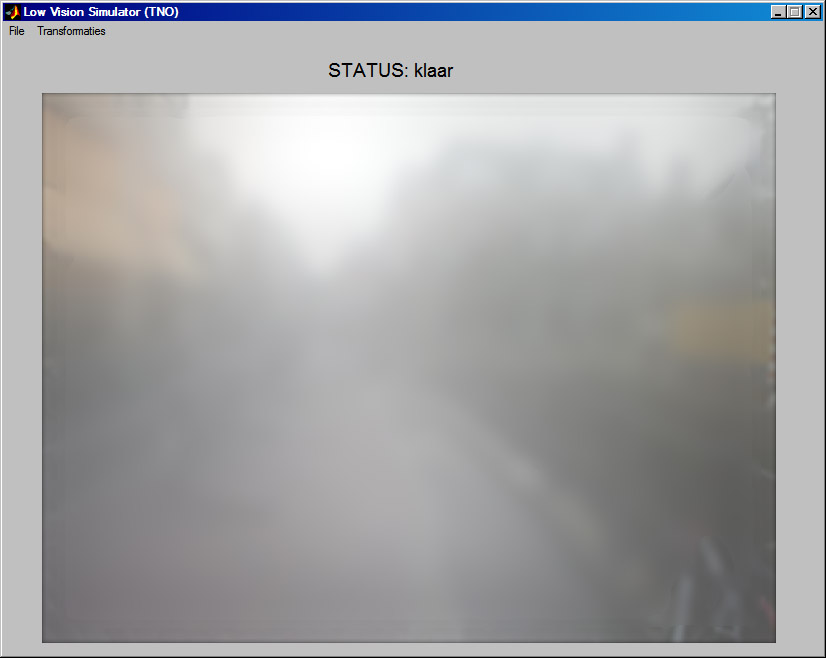 Low Vision Simulator (TNO)
File Transformaties
STATUS: klaar